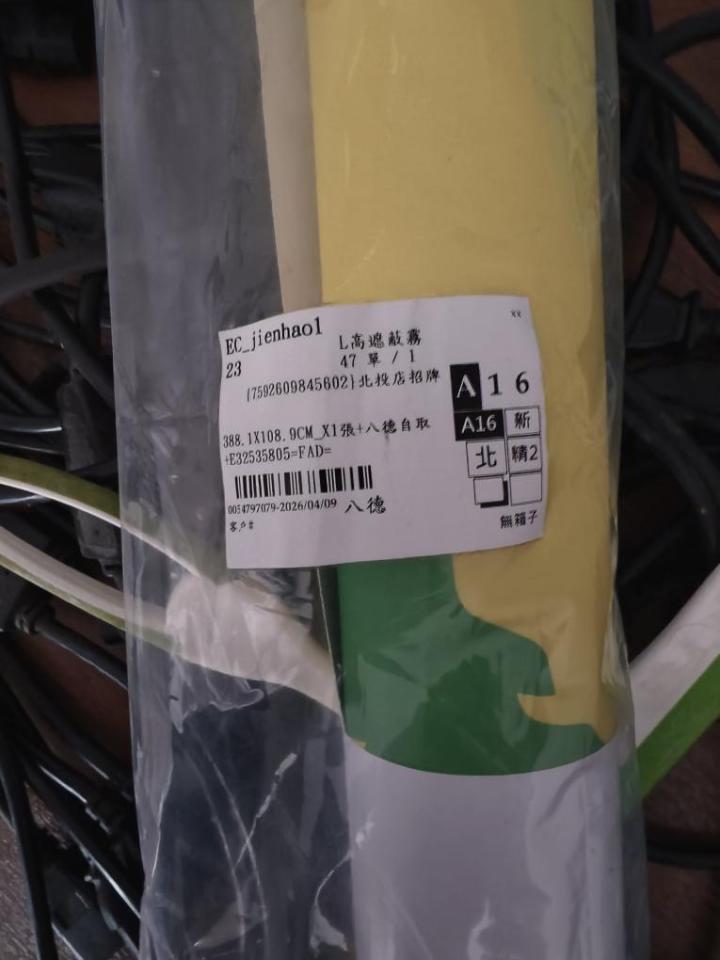 EC_jienhao1
23
L高遮蔽霧
47 單 / 1
{7592609845602}北投店招牌
A16
A16 新
北 精2
388.1X108.9CM_X1張+八德自取
+E32535805=FAD=
0054797079-2026/04/09 八德
無箱子